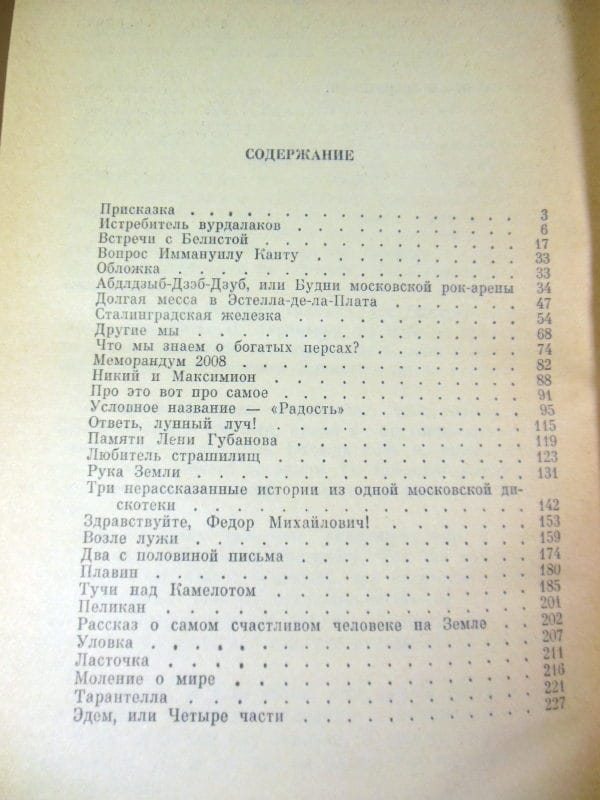 СОДЕРЖАНИЕ
Присказка . . . . . . . . . . . . . . . . 3
Истребитель вурдалаков . . . . . . . . . . . 6
Встречи с Белистой . . . . . . . . . . . . 17
Вопрос Иммануилу Канту . . . . . . . . . . 33
Обложка . . . . . . . . . . . . . . . . 33
Абдлдзыб-Дзэб-Дзуб, или Будни московской рок-арены 34
Долгая месса в Эстелла-де-ла-Плата . . . . . . 47
Сталинградская железка . . . . . . . . . . . 54
Другие мы . . . . . . . . . . . . . . . 68
Что мы знаем о богатых персах? . . . . . . . 74
Меморандум 2008 . . . . . . . . . . . . . 82
Никий и Максимион . . . . . . . . . . . . 88
Про это вот про самое . . . . . . . . . . . 91
Условное название — «Радость» . . . . . . . . 95
Ответь, лунный луч! . . . . . . . . . . . . 115
Памяти Лени Губанова . . . . . . . . . . . 119
Любитель страшилищ . . . . . . . . . . . 123
Рука Земли . . . . . . . . . . . . . . . 131
Три нерассказанные истории из одной московской ди-
скотеки . . . . . . . . . . . . . . . . 142
Здравствуйте, Федор Михайлович! . . . . . . . 153
Возле лужи . . . . . . . . . . . . . . . 159
Два с половиной письма . . . . . . . . . . 174
Плавин . . . . . . . . . . . . . . . . 180
Тучи над Камелотом . . . . . . . . . . . . 185
Пеликан . . . . . . . . . . . . . . . . 201
Рассказ о самом счастливом человеке на Земле . . 202
Уловка . . . . . . . . . . . . . . . . 207
Ласточка . . . . . . . . . . . . . . . . 211
Моление о мире . . . . . . . . . . . . . 216
Тарантелла . . . . . . . . . . . . . . . 221
Эдем, или Четыре части . . . . . . . . . . . 227